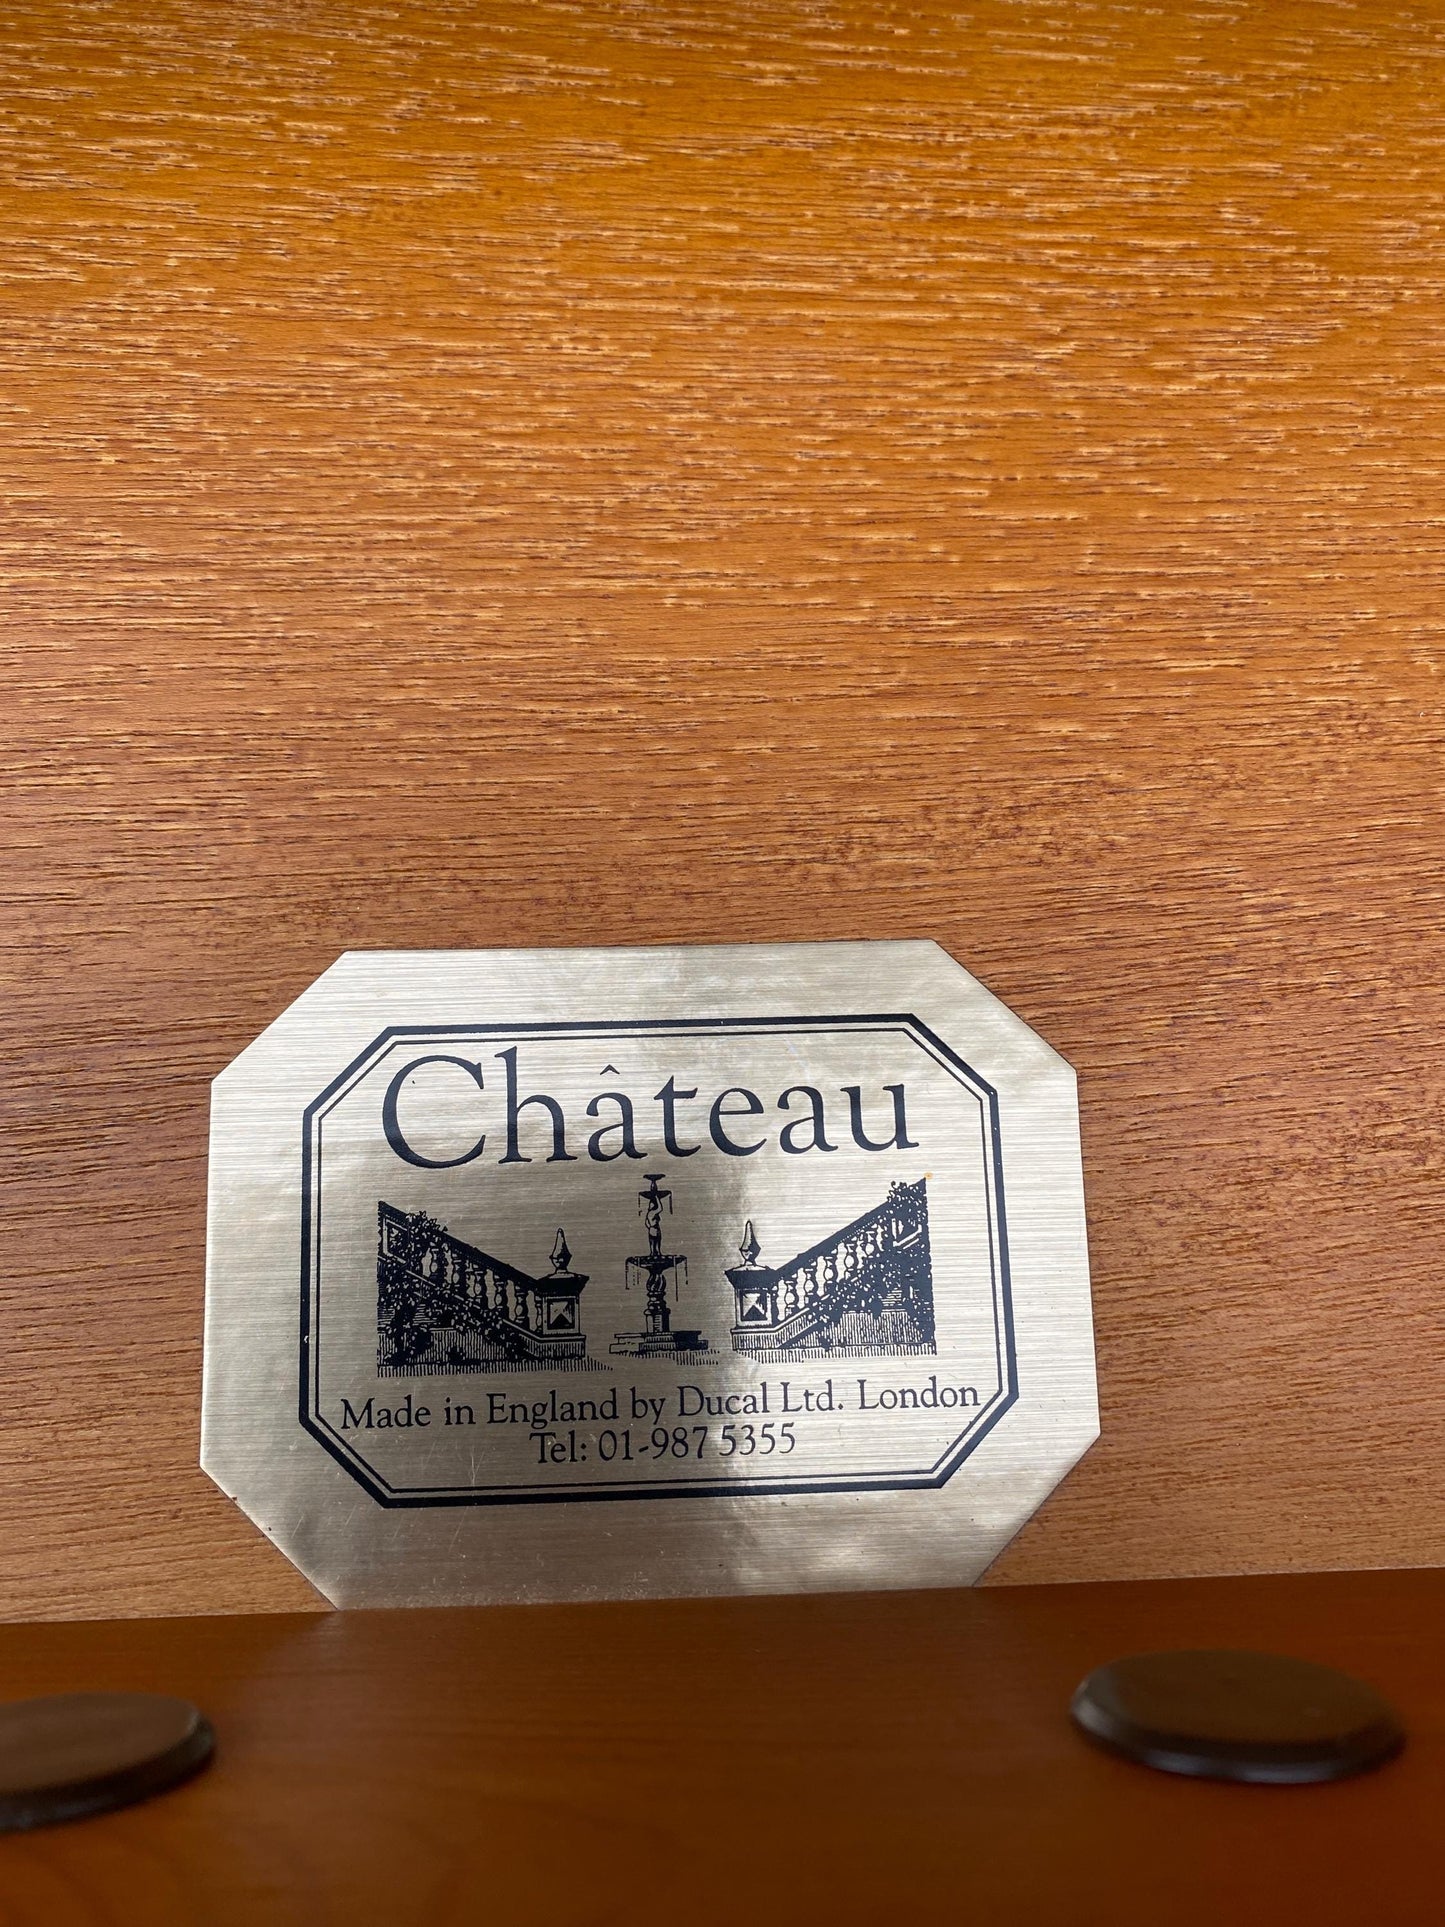 Château
Made in England by Ducal Ltd. London
Tel: 01-987 5355